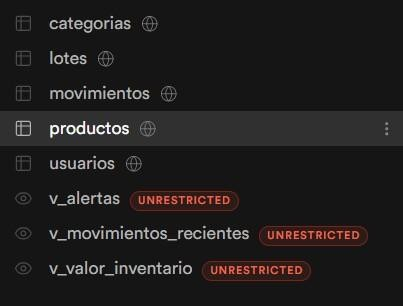 categorias
lotes
movimientos
productos
usuarios
v_alertas UNRESTRICTED
v_movimientos_recientes UNRESTRICTED
v_valor_inventario UNRESTRICTED